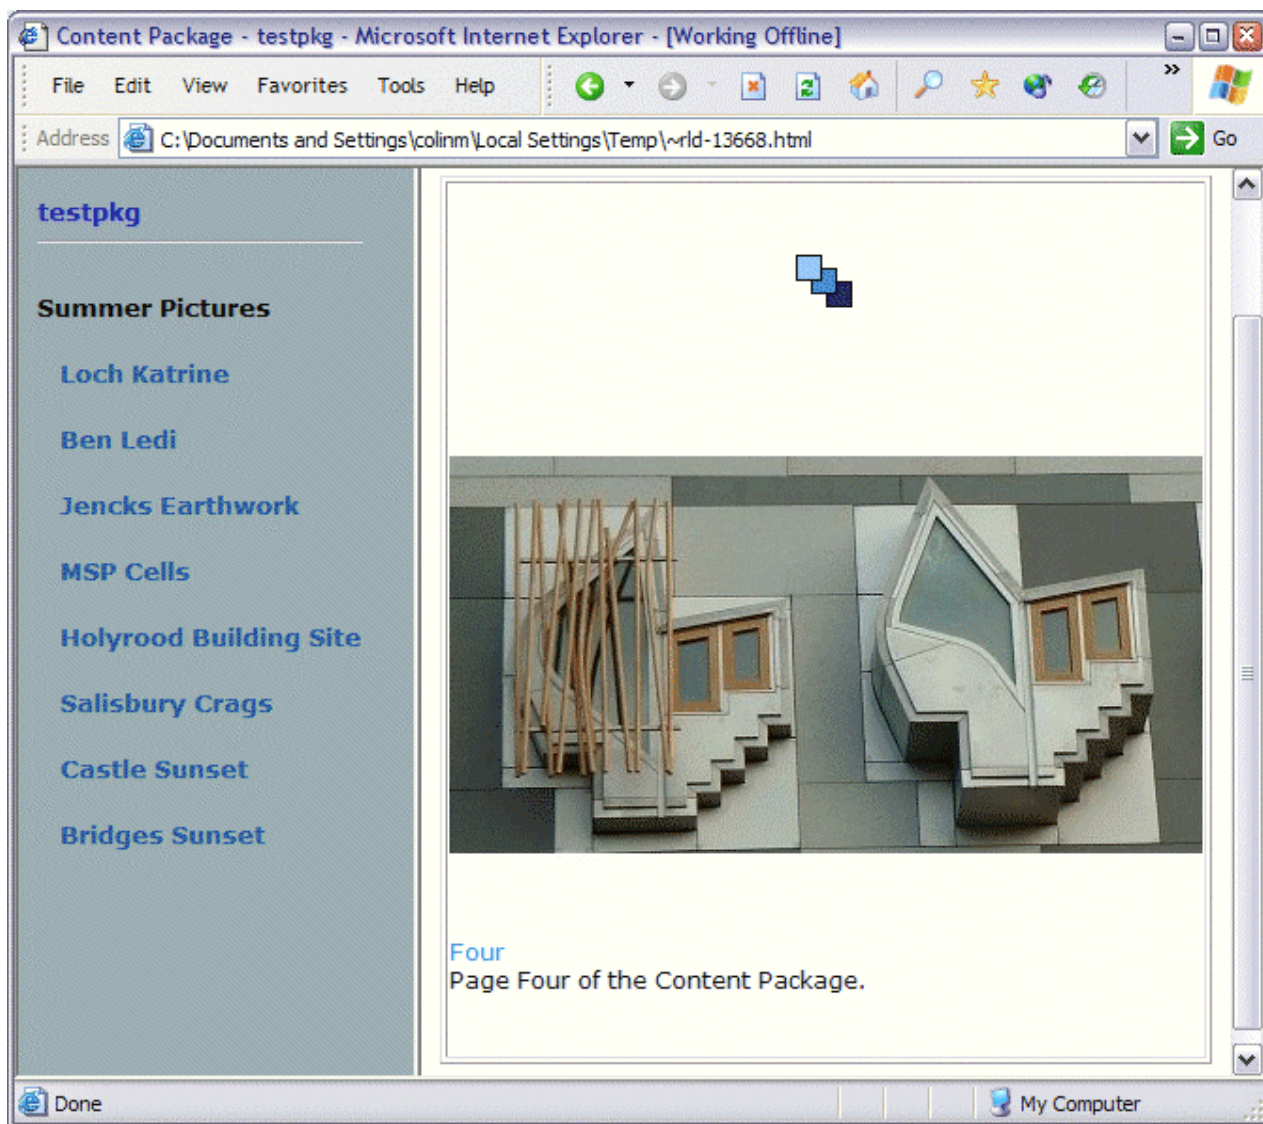 Content Package - testpkg - Microsoft Internet Explorer - [Working Offline]
File Edit View Favorites Tools Help »
Address C:\Documents and Settings\colinm\Local Settings\Temp\~rld-13668.html Go
testpkg
Summer Pictures
Loch Katrine
Ben Ledi
Jencks Earthwork
MSP Cells
Holyrood Building Site
Salisbury Crags
Castle Sunset
Bridges Sunset
Four
Page Four of the Content Package.
Done My Computer